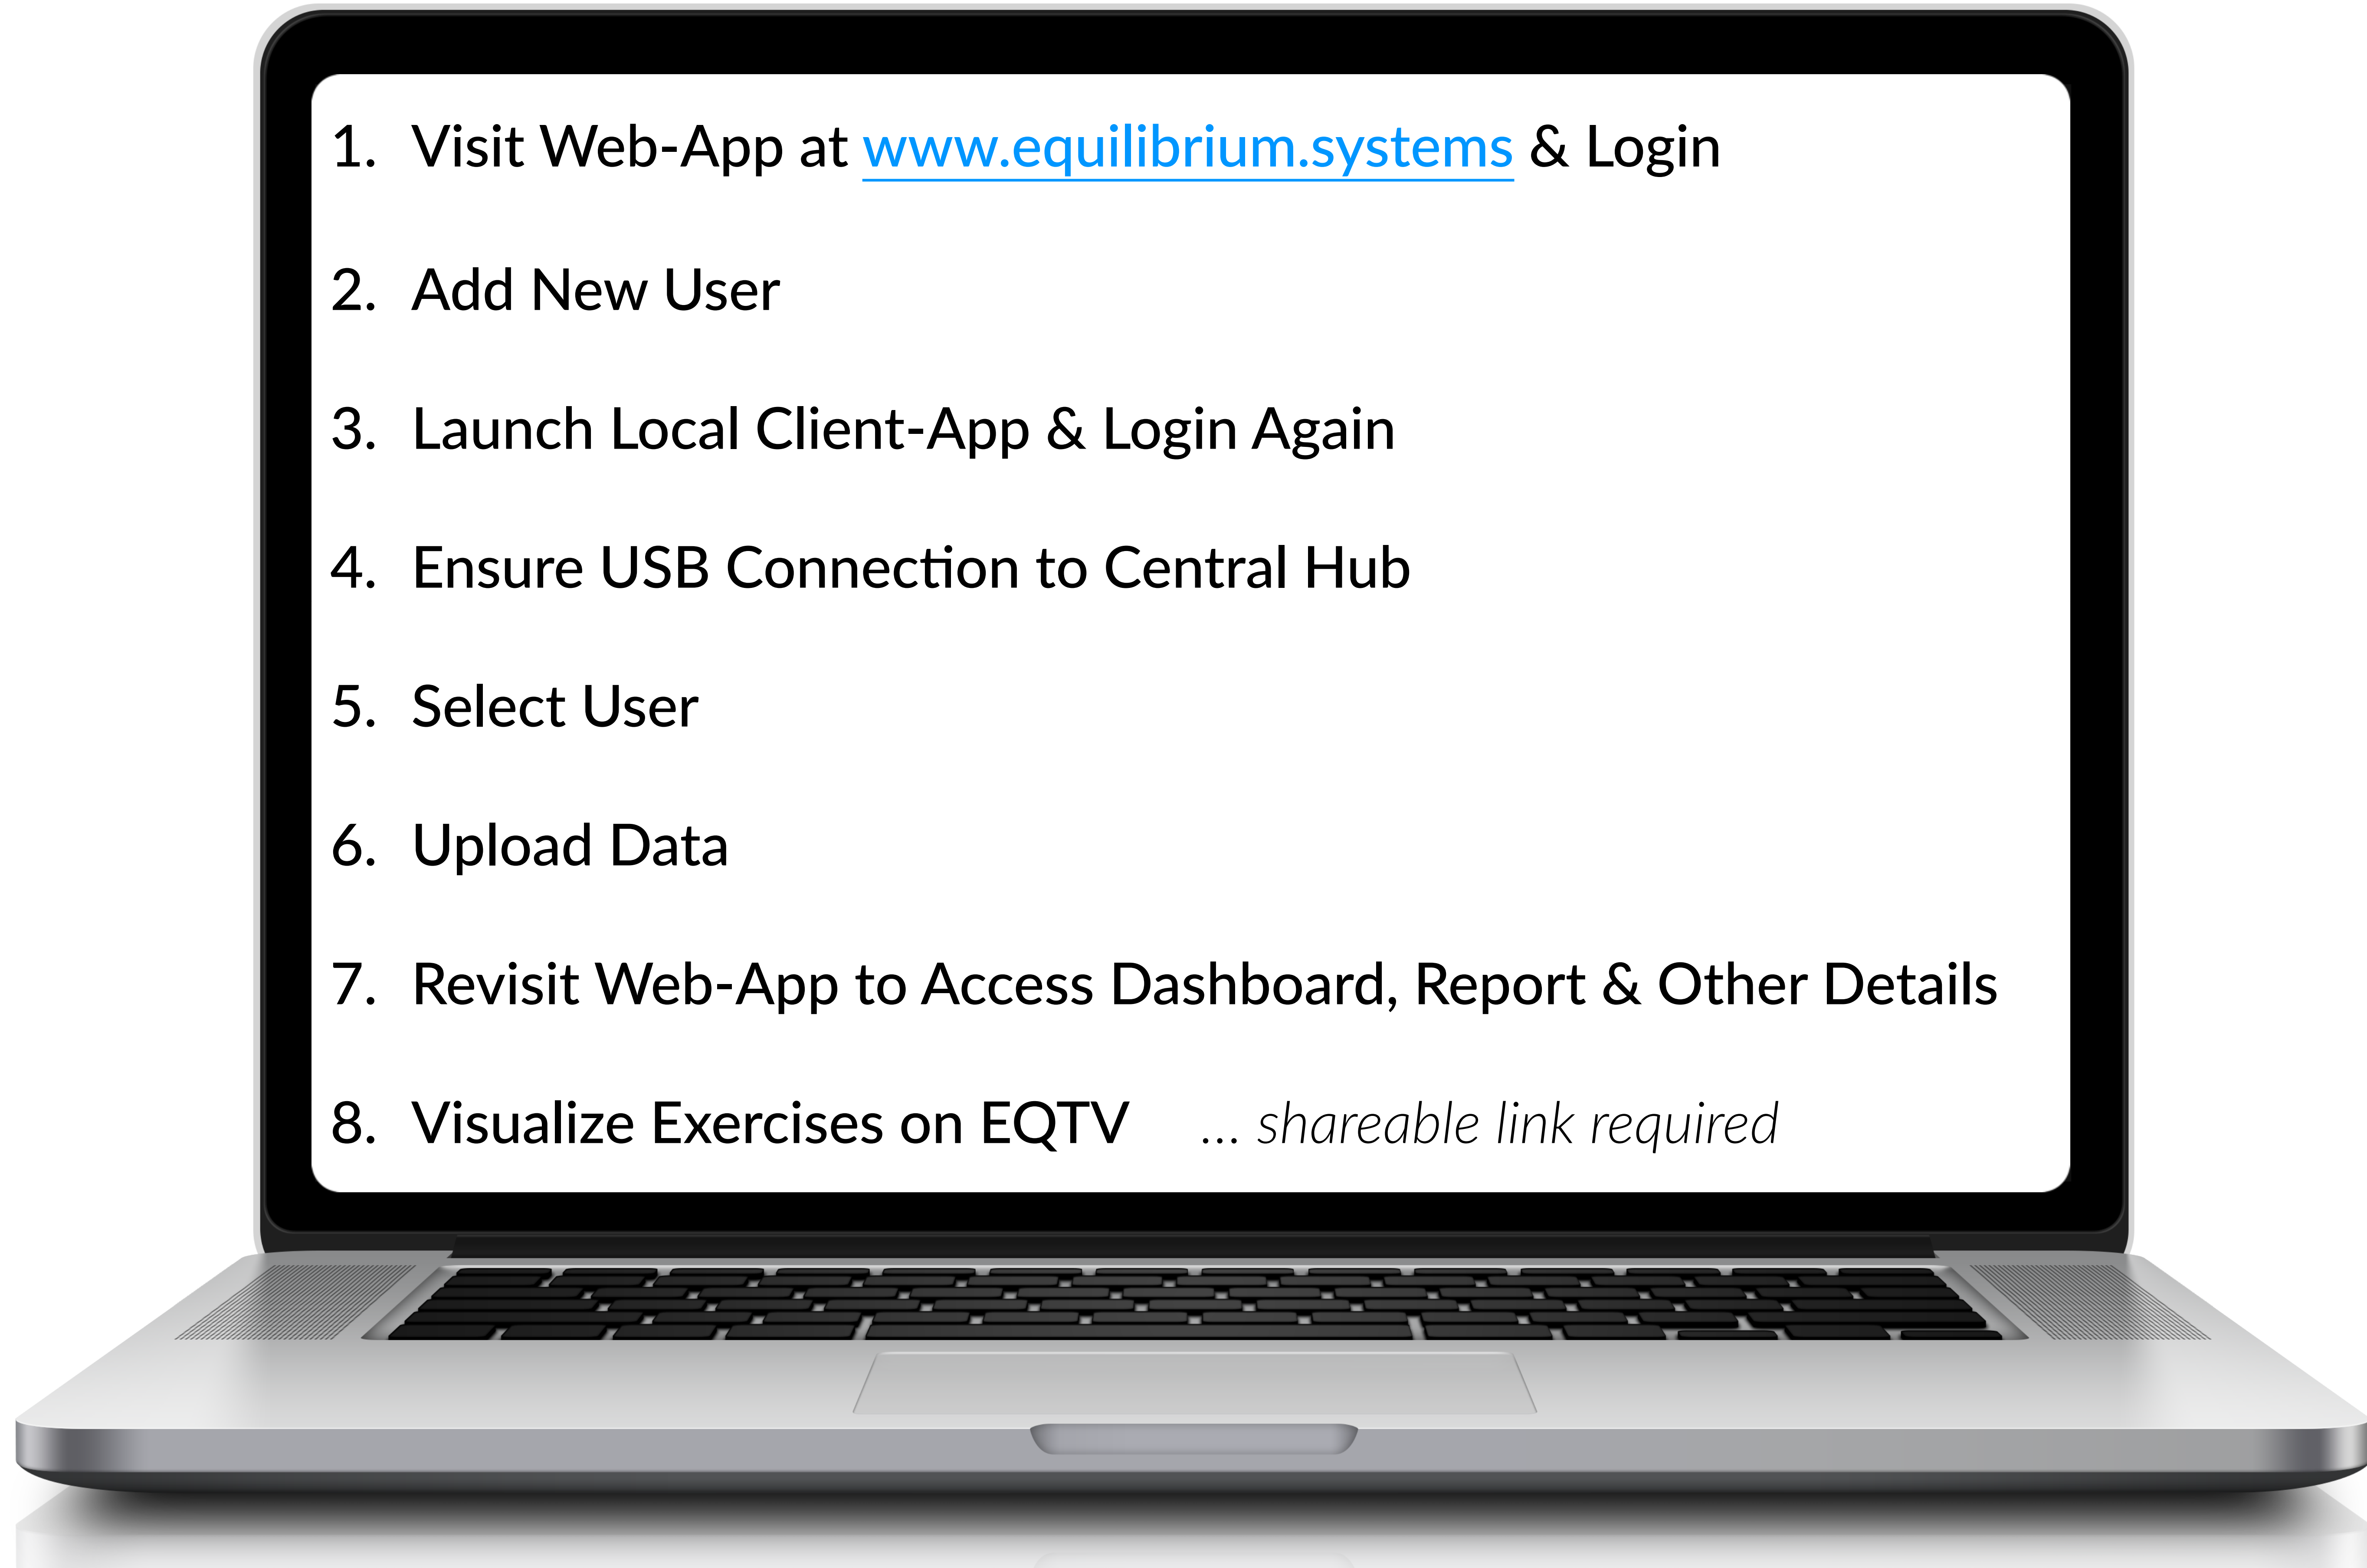 1. Visit Web-App at www.equilibrium.systems & Login
2. Add New User
3. Launch Local Client-App & Login Again
4. Ensure USB Connection to Central Hub
5. Select User
6. Upload Data
7. Revisit Web-App to Access Dashboard, Report & Other Details
8. Visualize Exercises on EQTV ... shareable link required